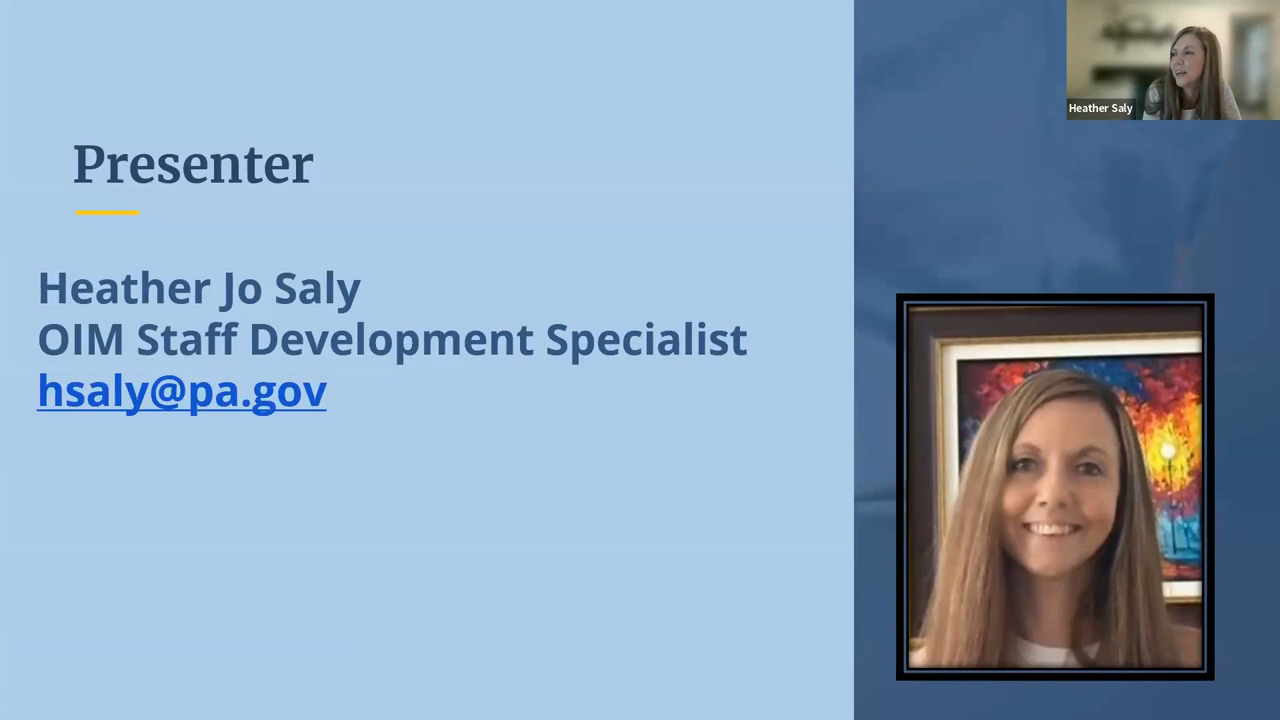 Presenter
Heather Jo Saly
OIM Staff Development Specialist
hsaly@pa.gov
Heather Saly